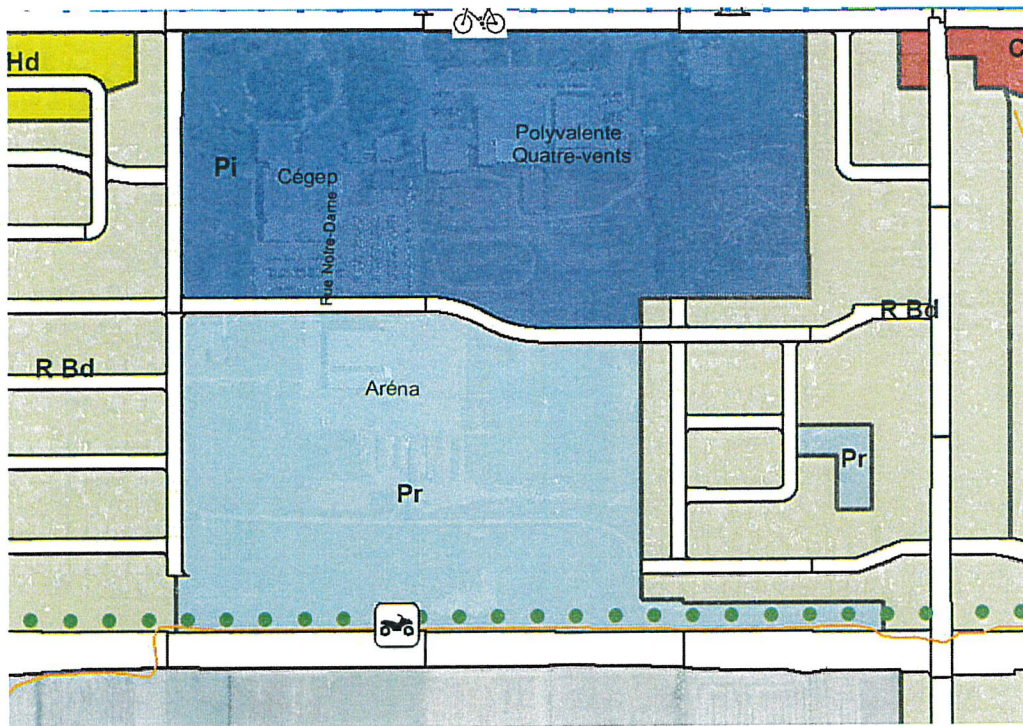 Hd
C
Polyvalente
Quatre-vents
Pi
Cégep
Rue Notre-Dame
R Bd
R Bd
Aréna
Pr
Pr